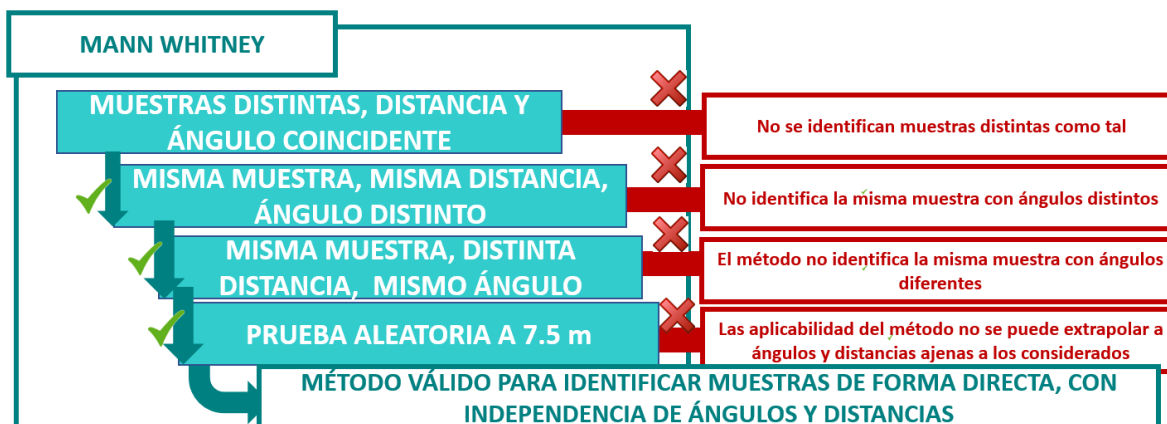 MANN WHITNEY
MUESTRAS DISTINTAS, DISTANCIA Y
ÁNGULO COINCIDENTE
No se identifican muestras distintas como tal
MISMA MUESTRA, MISMA DISTANCIA,
ÁNGULO DISTINTO
No identifica la misma muestra con ángulos distintos
MISMA MUESTRA, DISTINTA
DISTANCIA, MISMO ÁNGULO
El método no identifica la misma muestra con ángulos
diferentes
PRUEBA ALEATORIA A 7.5 m
Las aplicabilidad del método no se puede extrapolar a
ángulos y distancias ajenas a los considerados
MÉTODO VÁLIDO PARA IDENTIFICAR MUESTRAS DE FORMA DIRECTA, CON
INDEPENDENCIA DE ÁNGULOS Y DISTANCIAS